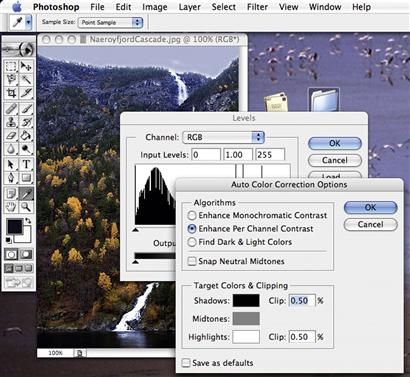 Photoshop File Edit Image Layer Select Filter View Window Help
Sample Size: Point Sample
NaeroyfjordCascade.jpg @ 100% (RGB*)
Levels
Channel: RGB
OK
Input Levels: 0 1.00 255
Cancel
Load...
Auto Color Correction Options
Algorithms
OK
Enhance Monochromatic Contrast
Cancel
Enhance Per Channel Contrast
Find Dark & Light Colors
Snap Neutral Midtones
Target Colors & Clipping
Shadows: Clip: 0.50 %
Midtones:
Highlights: Clip: 0.50 %
Save as defaults
100%